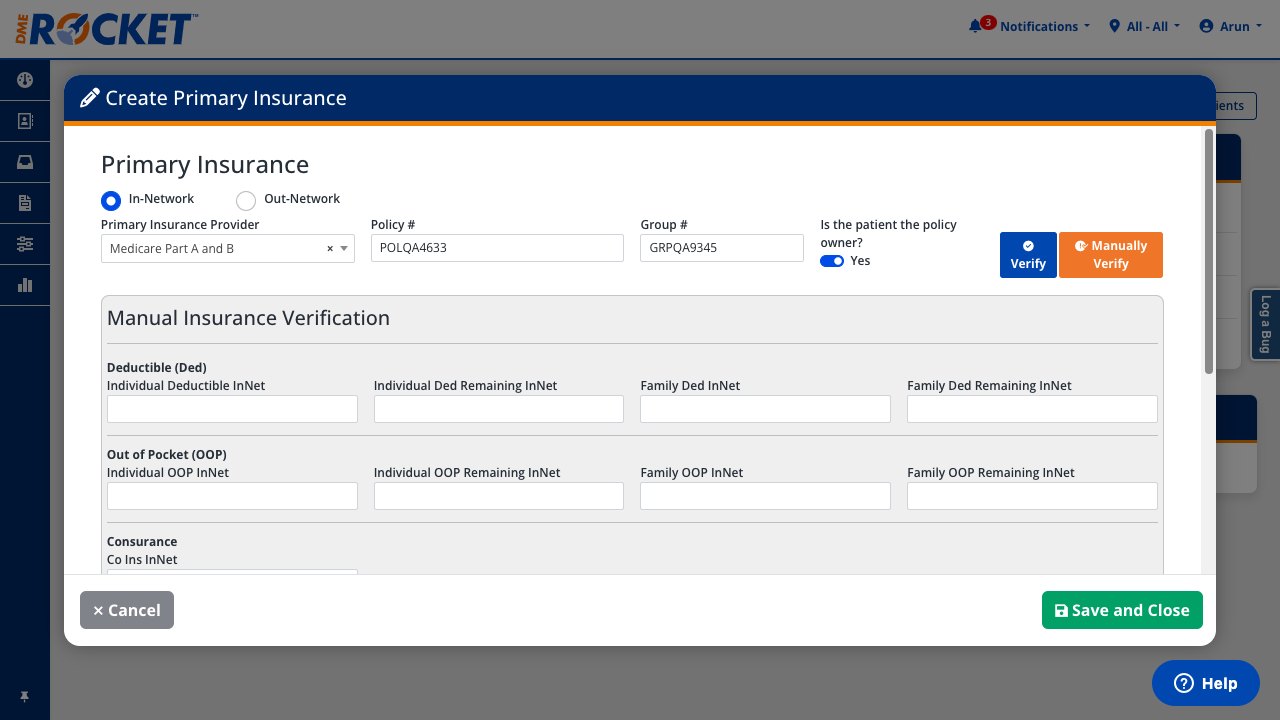 DME ROCKET™
3 Notifications
All - All
Arun
ients
Create Primary Insurance
Primary Insurance
In-Network
Out-Network
Primary Insurance Provider
Policy #
Group #
Is the patient the policy owner?
Medicare Part A and B ×
POLQA4633
GRPQA9345
Yes
Verify
Manually Verify
Manual Insurance Verification
Deductible (Ded)
Individual Deductible InNet
Individual Ded Remaining InNet
Family Ded InNet
Family Ded Remaining InNet
Out of Pocket (OOP)
Individual OOP InNet
Individual OOP Remaining InNet
Family OOP InNet
Family OOP Remaining InNet
Consurance
Co Ins InNet
Log a Bug
× Cancel
Save and Close
Help